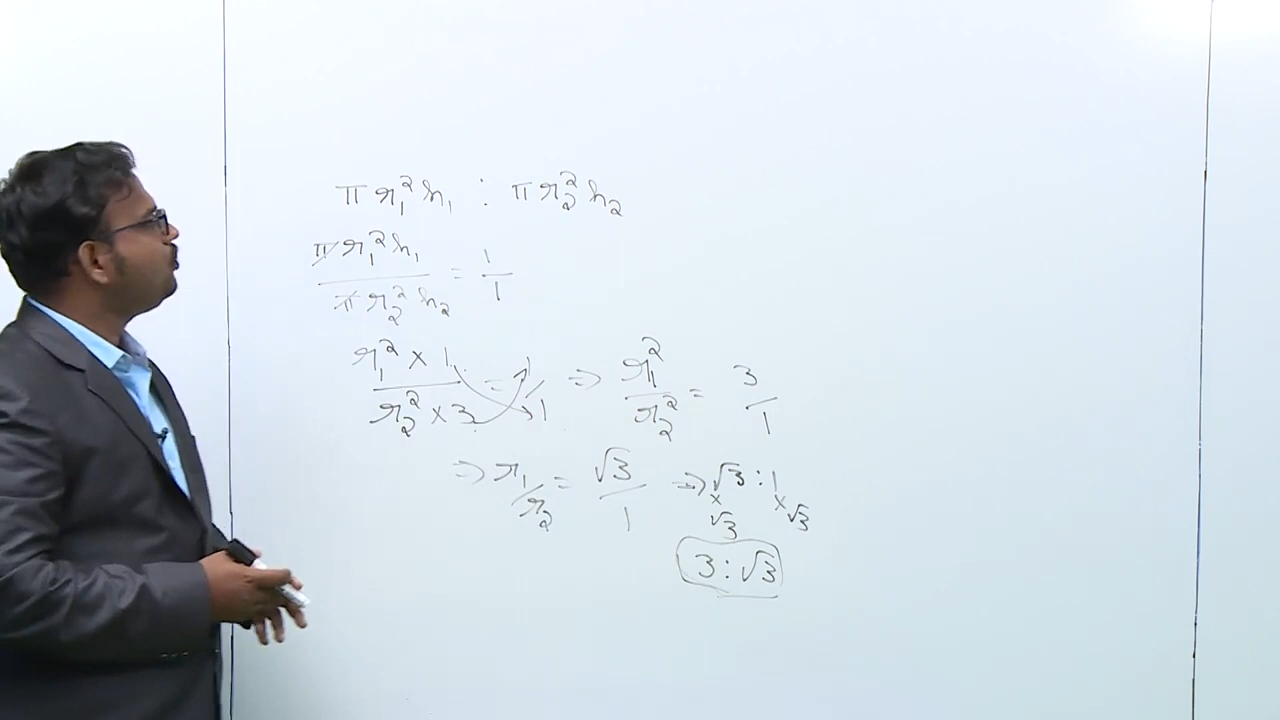 π r₁² h₁ : π r₂² h₂
π r₁² h₁ / π r₂² h₂ = 1/1
r₁² × 1 / r₂² × 3 = 1/1 ⇒ r₁² / r₂² = 3/1
⇒ r₁/r₂ = √3/1 ⇒ √3 : 1
× √3 × √3
3 : √3